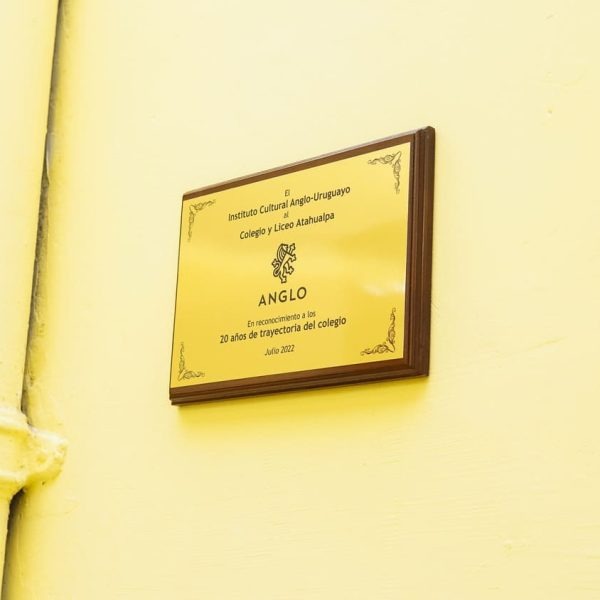 El
Instituto Cultural Anglo-Uruguayo
al
Colegio y Liceo Atahualpa
ANGLO
En reconocimiento a los
20 años de trayectoria del colegio
Julio 2022